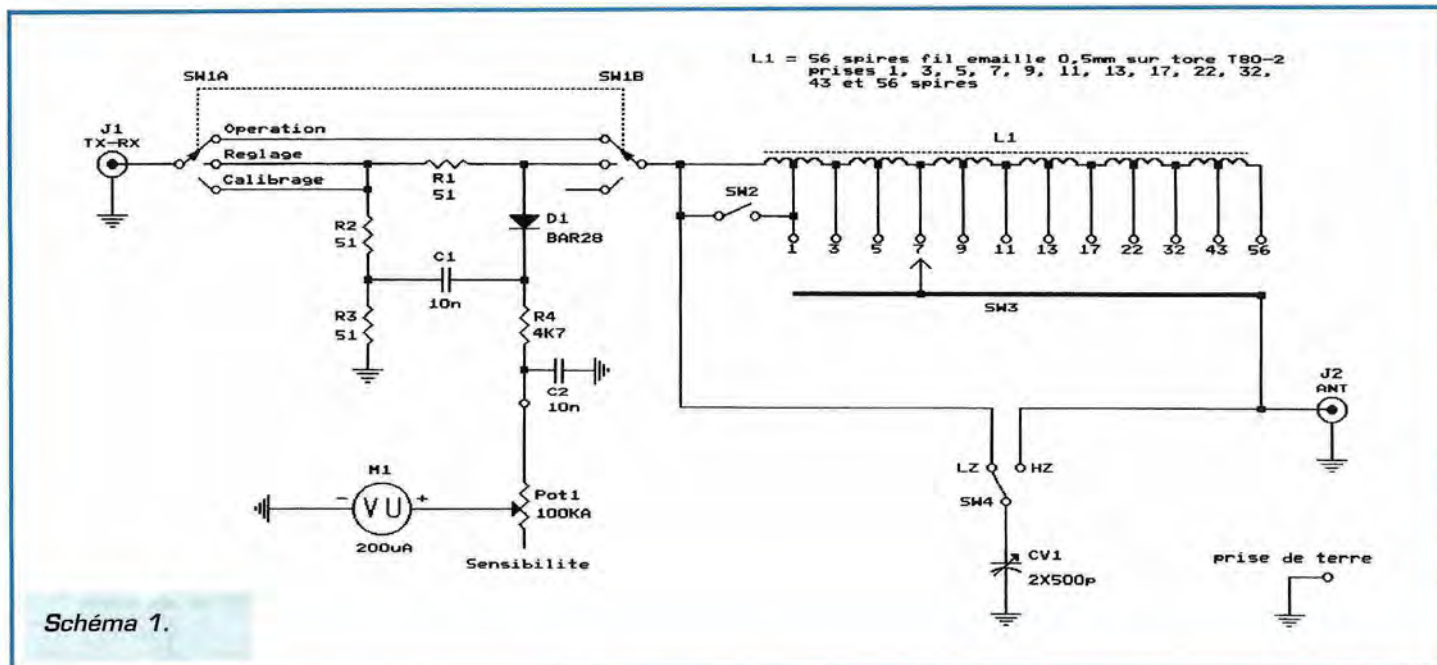 L1 = 56 spires fil emaille 0,5mm sur tore T80-2
prises 1, 3, 5, 7, 9, 11, 13, 17, 22, 32,
43 et 56 spires
SW1A
SW1B
J1
TX-RX
Operation
Reglage
Calibrage
R1
51
L1
SW2
R2
51
D1
BAR28
C1
10n
1 3 5 7 9 11 13 17 22 32 43 56
R3
51
R4
4K7
SW3
C2
10n
J2
ANT
M1
- VU +
200uA
Pot1
100KA
Sensibilite
LZ HZ
SW4
CV1
2X500p
prise de terre
Schéma 1.